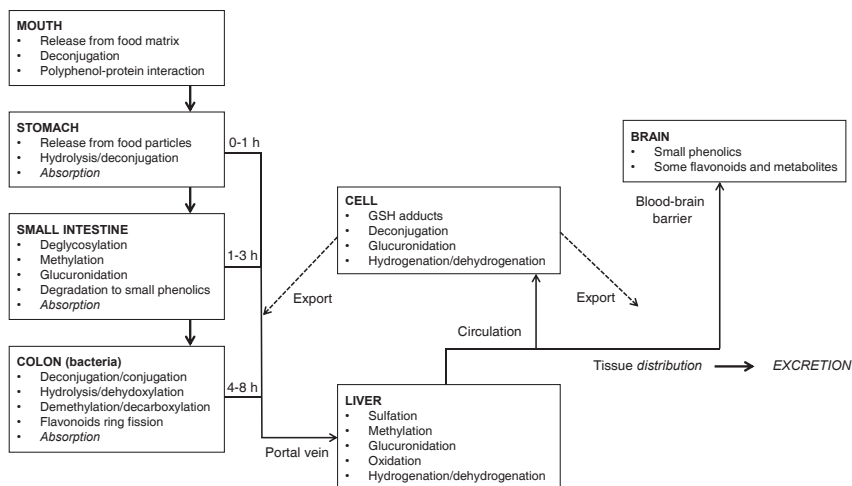 MOUTH
• Release from food matrix
• Deconjugation
• Polyphenol-protein interaction
STOMACH
• Release from food particles
• Hydrolysis/deconjugation
• Absorption
0-1 h
SMALL INTESTINE
• Deglycosylation
• Methylation
• Glucuronidation
• Degradation to small phenolics
• Absorption
1-3 h
COLON (bacteria)
• Deconjugation/conjugation
• Hydrolysis/dehydoxylation
• Demethylation/decarboxylation
• Flavonoids ring fission
• Absorption
4-8 h
Portal vein
CELL
• GSH adducts
• Deconjugation
• Glucuronidation
• Hydrogenation/dehydrogenation
Export
Export
Circulation
LIVER
• Sulfation
• Methylation
• Glucuronidation
• Oxidation
• Hydrogenation/dehydrogenation
BRAIN
• Small phenolics
• Some flavonoids and metabolites
Blood-brain
barrier
Tissue distribution EXCRETION